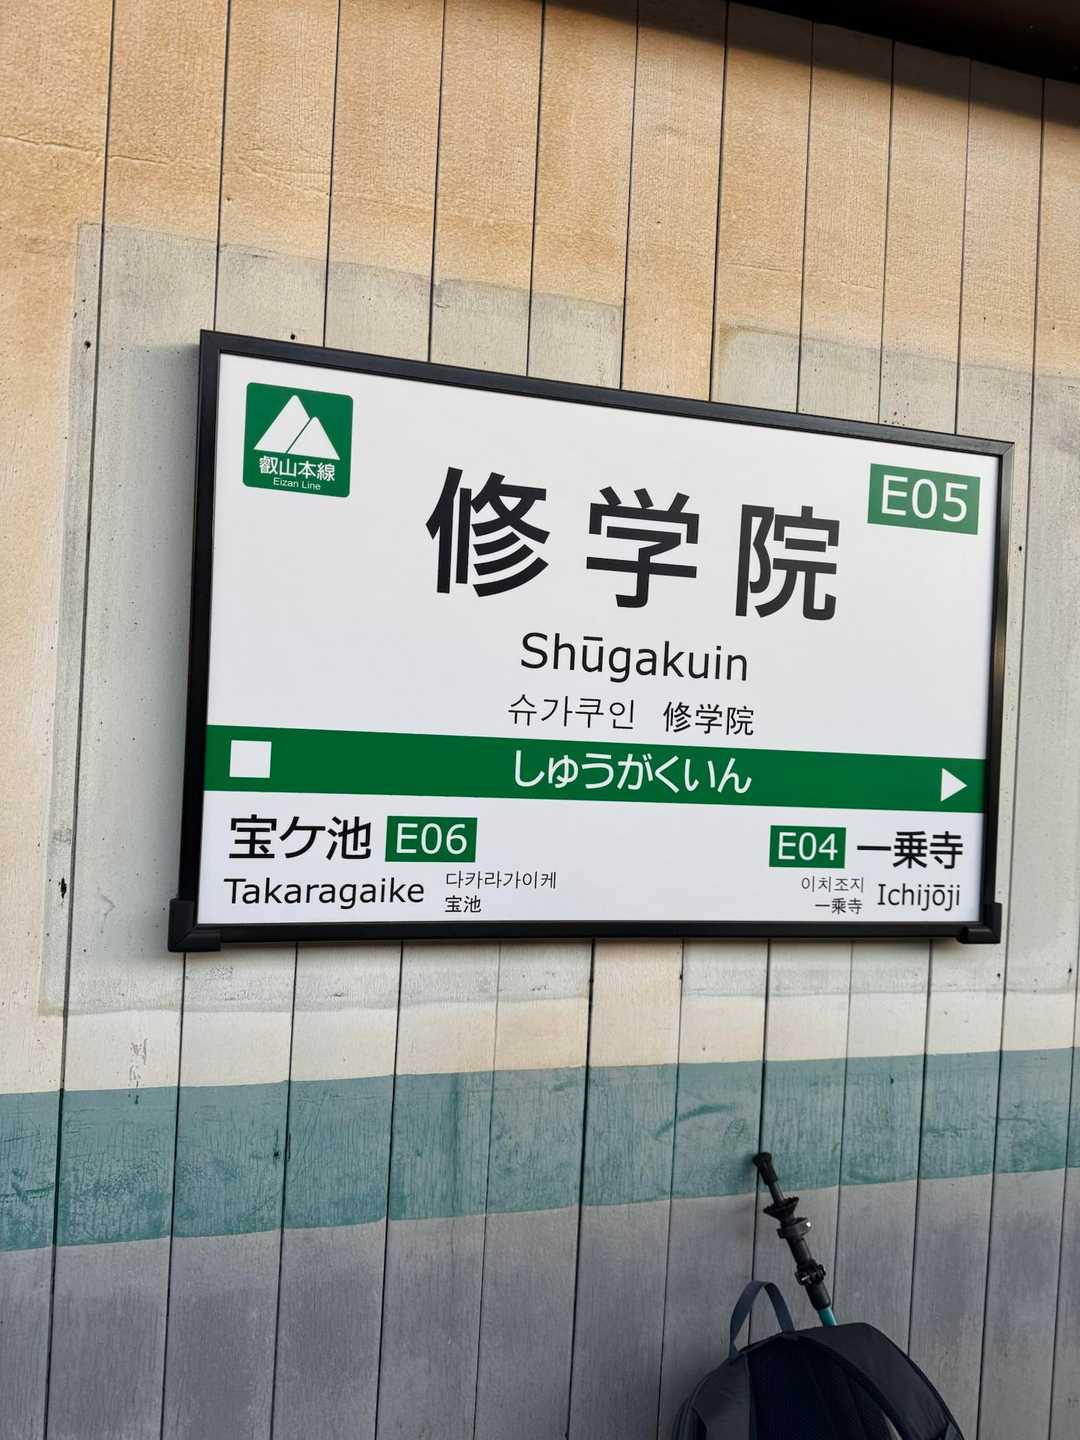 叡山本線
Eizan Line
E05
修学院
Shūgakuin
슈가쿠인 修学院
しゅうがくいん
宝ケ池 E06
Takaragaike 다카라가이케
宝池
E04 一乗寺
이치조지 Ichijōji
一乘寺